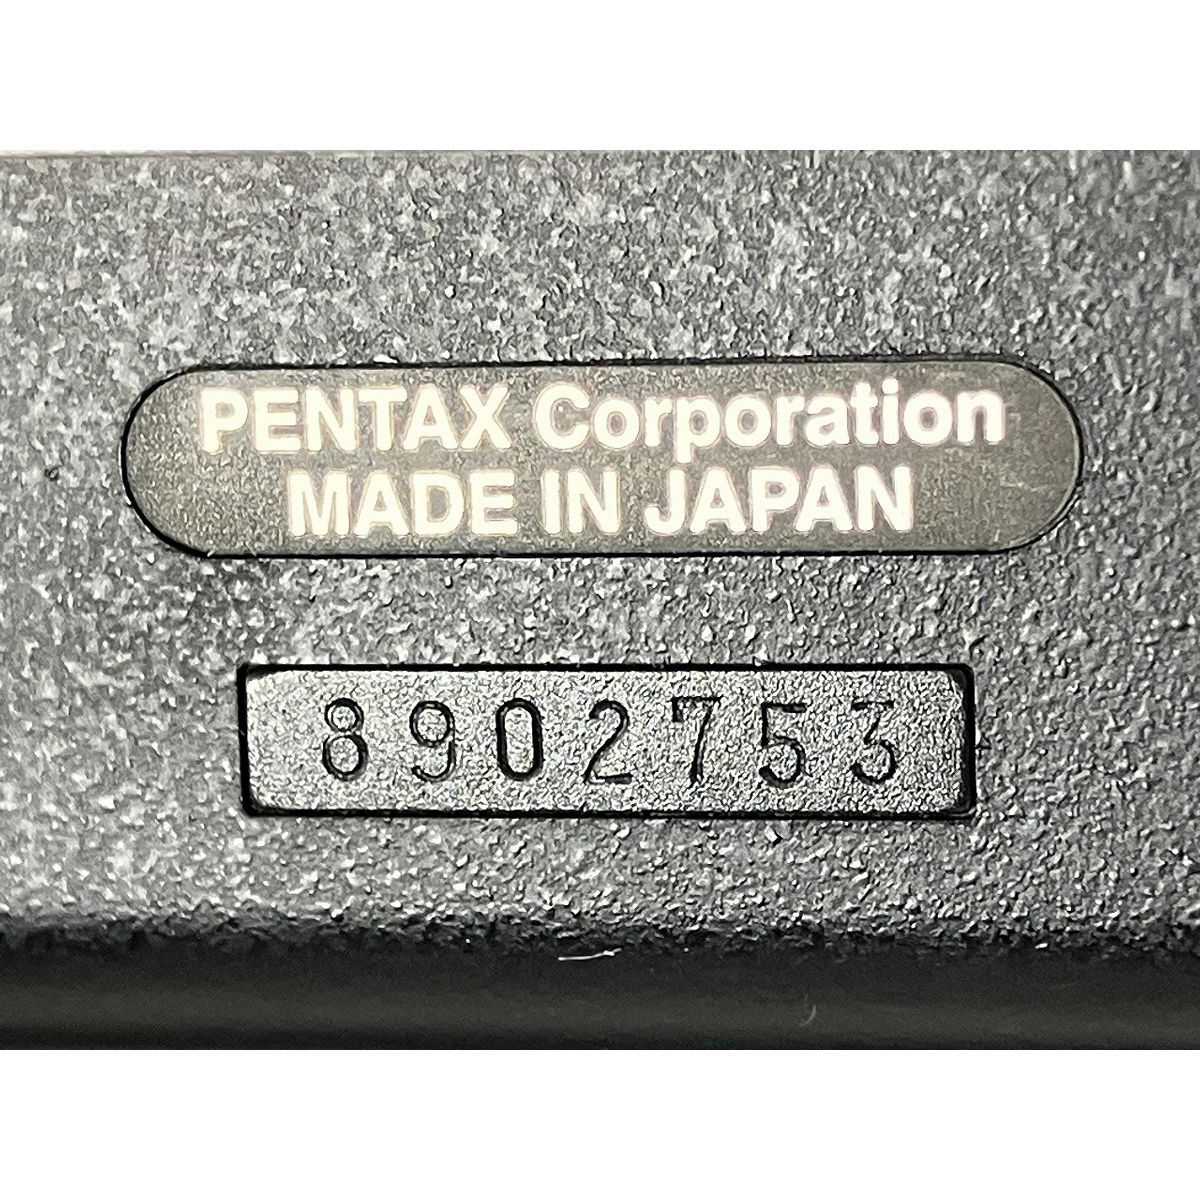 PENTAX Corporation
MADE IN JAPAN
8902753